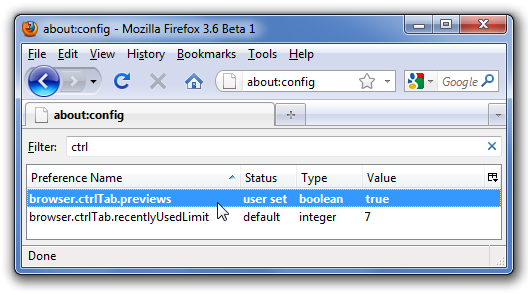 about:config - Mozilla Firefox 3.6 Beta 1
File Edit View History Bookmarks Tools Help
about:config Google
about:config
Filter: ctrl
Preference Name Status Type Value
browser.ctrlTab.previews user set boolean true
browser.ctrlTab.recentlyUsedLimit default integer 7
Done